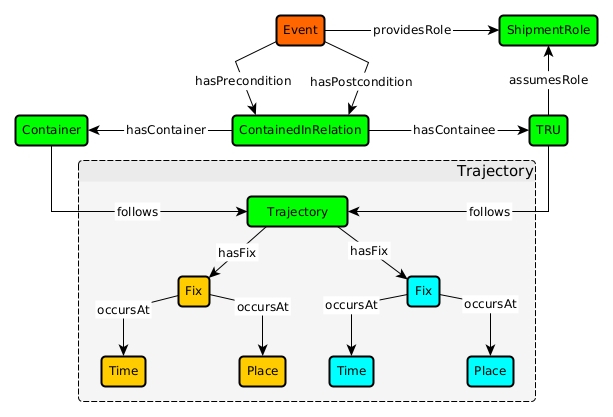 Event
providesRole
ShipmentRole
hasPrecondition
hasPostcondition
assumesRole
Container
hasContainer
ContainedInRelation
hasContainee
TRU
Trajectory
follows
Trajectory
follows
hasFix
hasFix
Fix
Fix
occursAt
occursAt
occursAt
occursAt
Time
Place
Time
Place